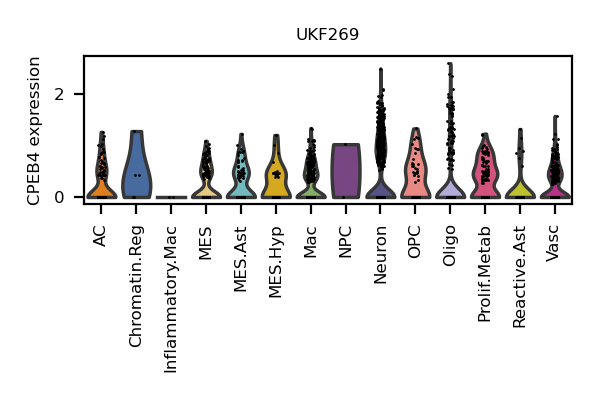 UKF269
CPEB4 expression
2
0
AC
Chromatin.Reg
Inflammatory.Mac
MES
MES.Ast
MES.Hyp
Mac
NPC
Neuron
OPC
Oligo
Prolif.Metab
Reactive.Ast
Vasc